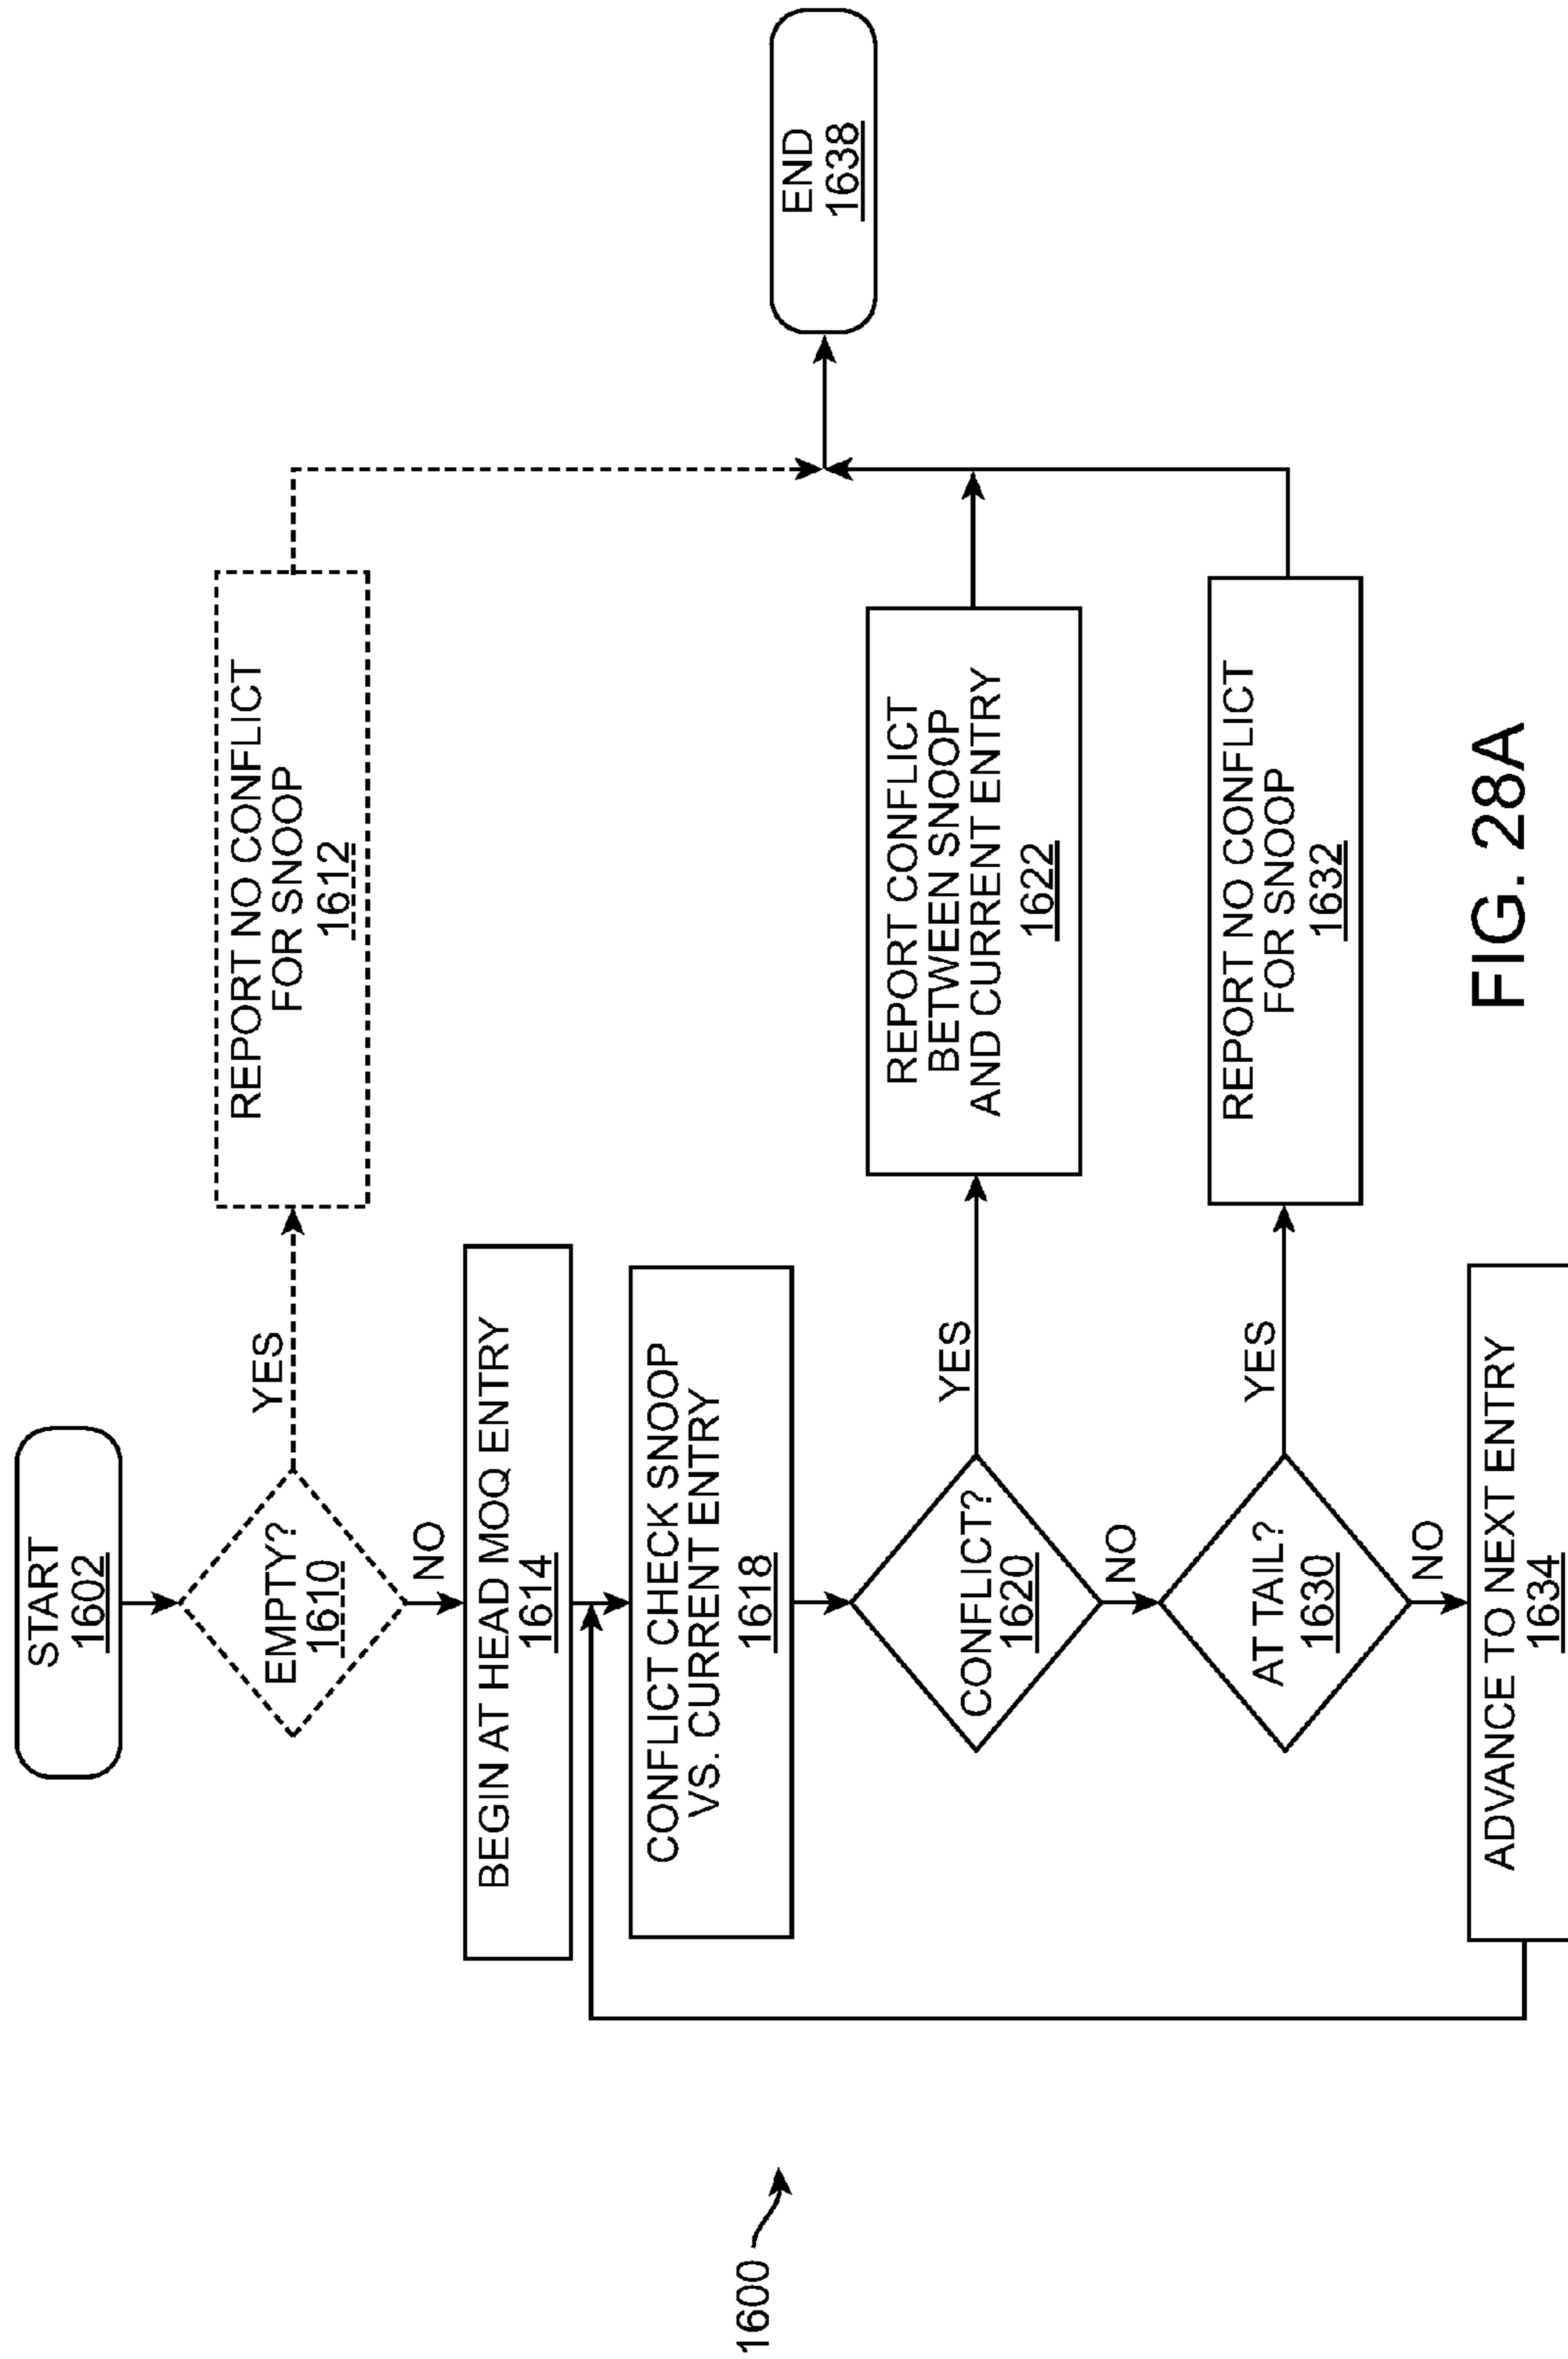 START
1602
EMPTY?
1610
YES
REPORT NO CONFLICT
FOR SNOOP
1612
NO
BEGIN AT HEAD MOQ ENTRY
1614
CONFLICT CHECK SNOOP
VS. CURRENT ENTRY
1618
CONFLICT?
1620
YES
REPORT CONFLICT
BETWEEN SNOOP
AND CURRENT ENTRY
1622
NO
AT TAIL?
1630
YES
REPORT NO CONFLICT
FOR SNOOP
1632
NO
ADVANCE TO NEXT ENTRY
1634
END
1638
1600
FIG. 28A